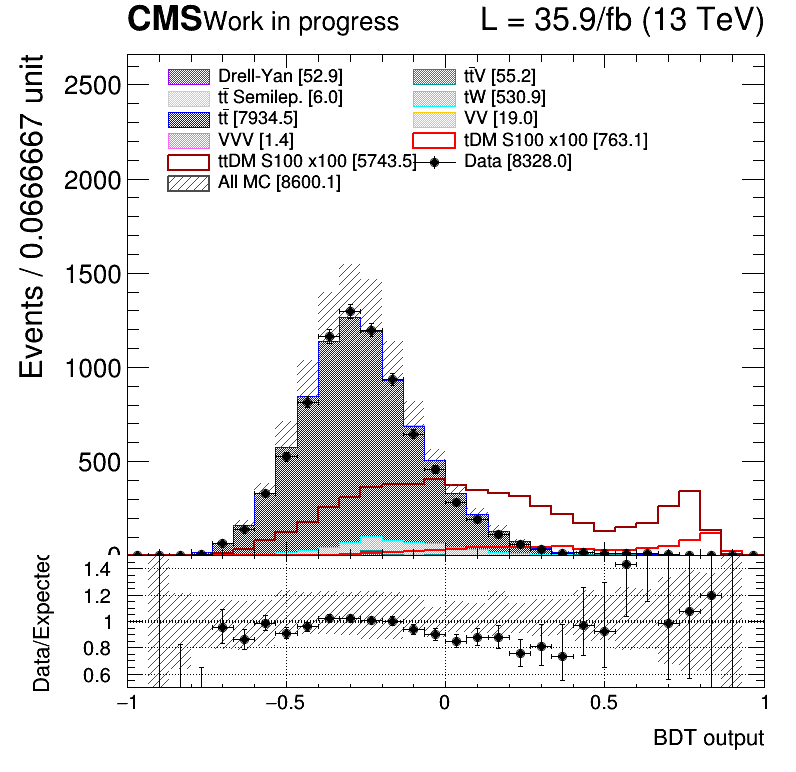 CMS Work in progress L = 35.9/fb (13 TeV)
Events / 0.0666667 unit
2500
2000
1500
1000
500
0
Drell-Yan [52.9]
tt̄ Semilep. [6.0]
tt̄ [7934.5]
VVV [1.4]
ttDM S100 x100 [5743.5]
All MC [8600.1]
tt̄V [55.2]
tW [530.9]
VV [19.0]
tDM S100 x100 [763.1]
Data [8328.0]
Data/Expected
1.4
1.2
1
0.8
0.6
−1 −0.5 0 0.5 1
BDT output